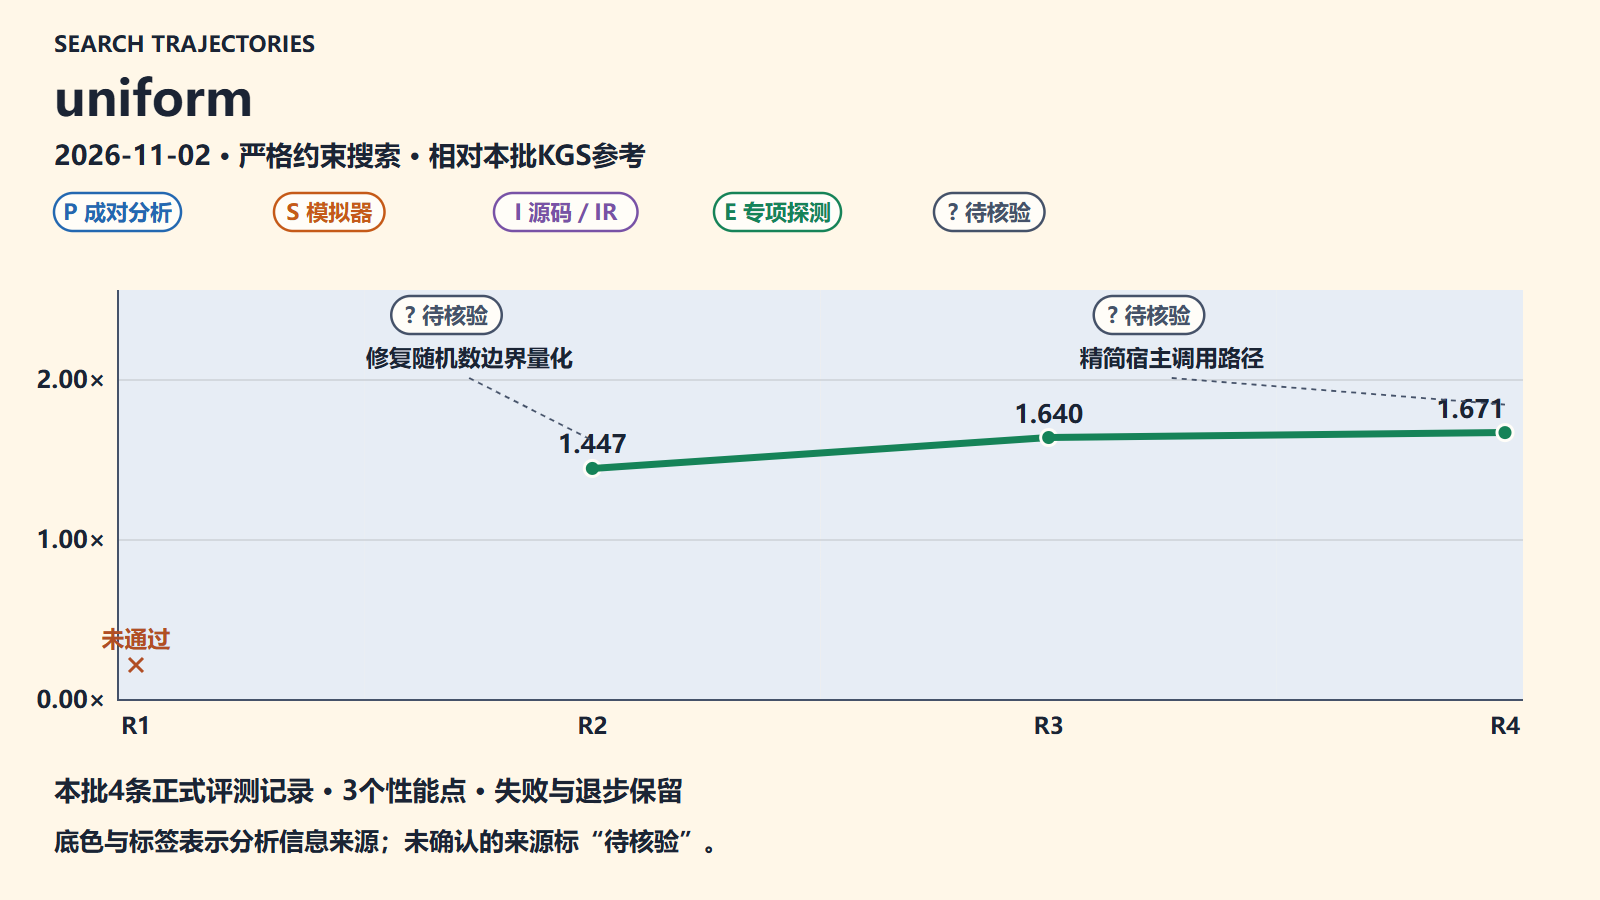 SEARCH TRAJECTORIES
uniform
2026-11-02 • 严格约束搜索 • 相对本批KGS参考
P 成对分析
S 模拟器
I 源码 / IR
E 专项探测
? 待核验
? 待核验
? 待核验
修复随机数边界量化
精简宿主调用路径
2.00×
1.447
1.640
1.671
1.00×
未通过
×
0.00×
R1
R2
R3
R4
本批4条正式评测记录 • 3个性能点 • 失败与退步保留
底色与标签表示分析信息来源；未确认的来源标“待核验”。